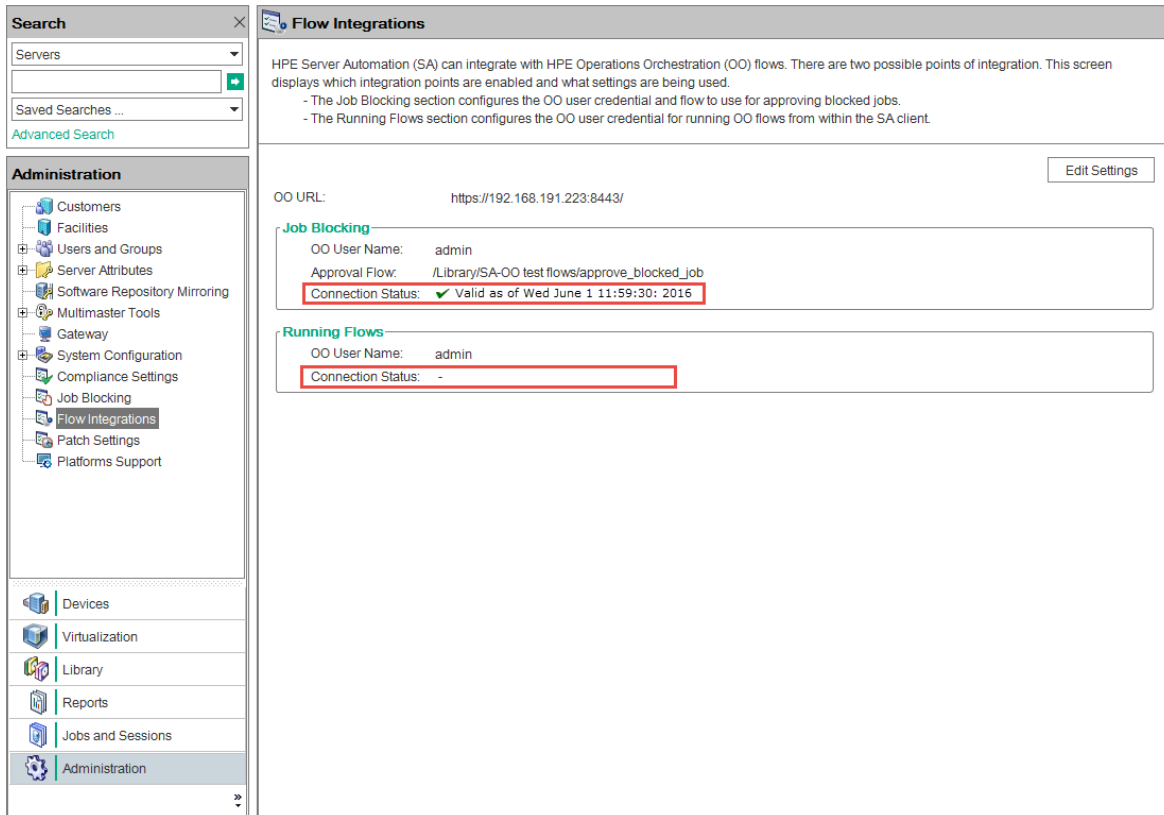 Search
Servers
Saved Searches ...
Advanced Search
Administration
Customers
Facilities
Users and Groups
Server Attributes
Software Repository Mirroring
Multimaster Tools
Gateway
System Configuration
Compliance Settings
Job Blocking
Flow Integrations
Patch Settings
Platforms Support
Devices
Virtualization
Library
Reports
Jobs and Sessions
Administration
Flow Integrations
HPE Server Automation (SA) can integrate with HPE Operations Orchestration (OO) flows. There are two possible points of integration. This screen
displays which integration points are enabled and what settings are being used.
- The Job Blocking section configures the OO user credential and flow to use for approving blocked jobs.
- The Running Flows section configures the OO user credential for running OO flows from within the SA client.
Edit Settings
OO URL: https://192.168.191.223:8443/
Job Blocking
OO User Name: admin
Approval Flow: /Library/SA-OO test flows/approve_blocked_job
Connection Status: ✔ Valid as of Wed June 1 11:59:30: 2016
Running Flows
OO User Name: admin
Connection Status: -